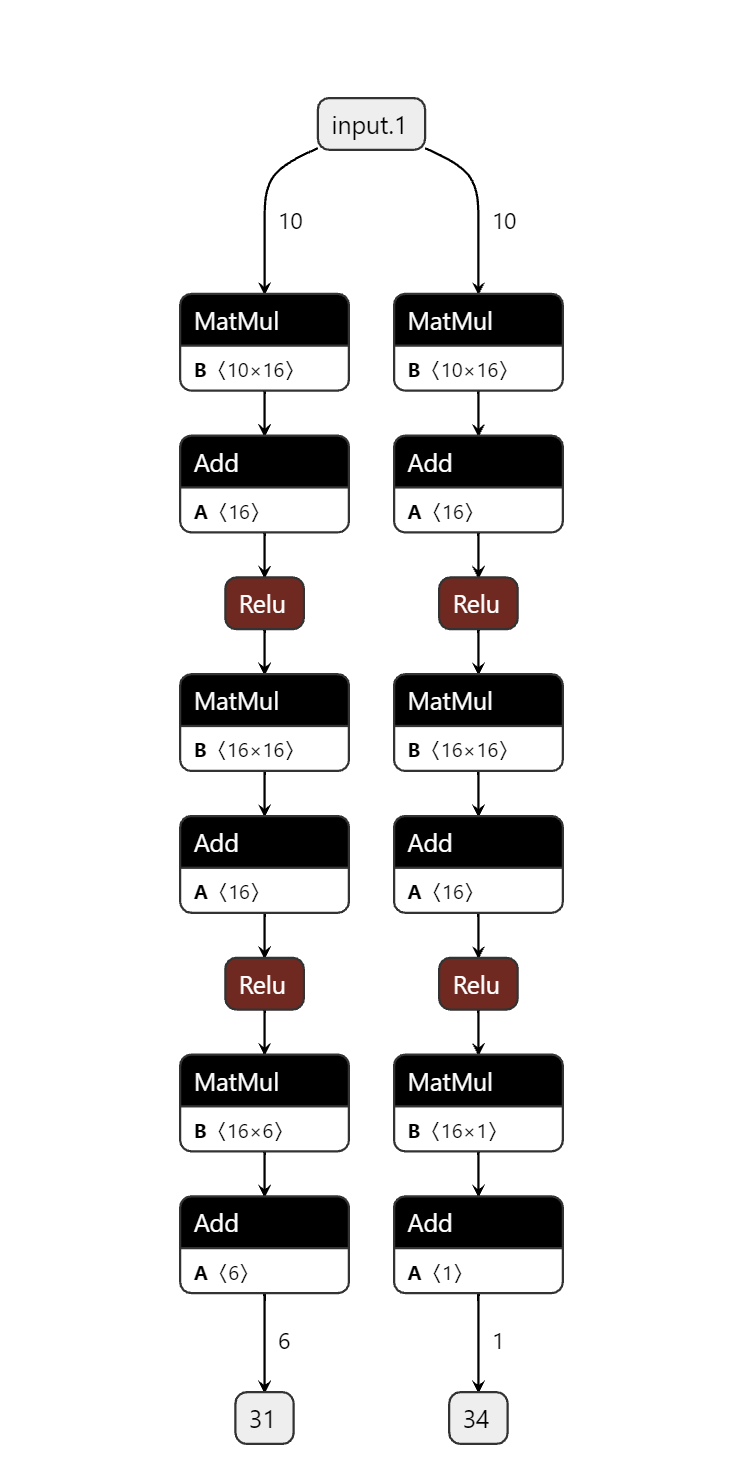 input.1
10 10
MatMul MatMul
B 〈10×16〉 B 〈10×16〉
Add Add
A 〈16〉 A 〈16〉
Relu Relu
MatMul MatMul
B 〈16×16〉 B 〈16×16〉
Add Add
A 〈16〉 A 〈16〉
Relu Relu
MatMul MatMul
B 〈16×6〉 B 〈16×1〉
Add Add
A 〈6〉 A 〈1〉
6 1
31 34